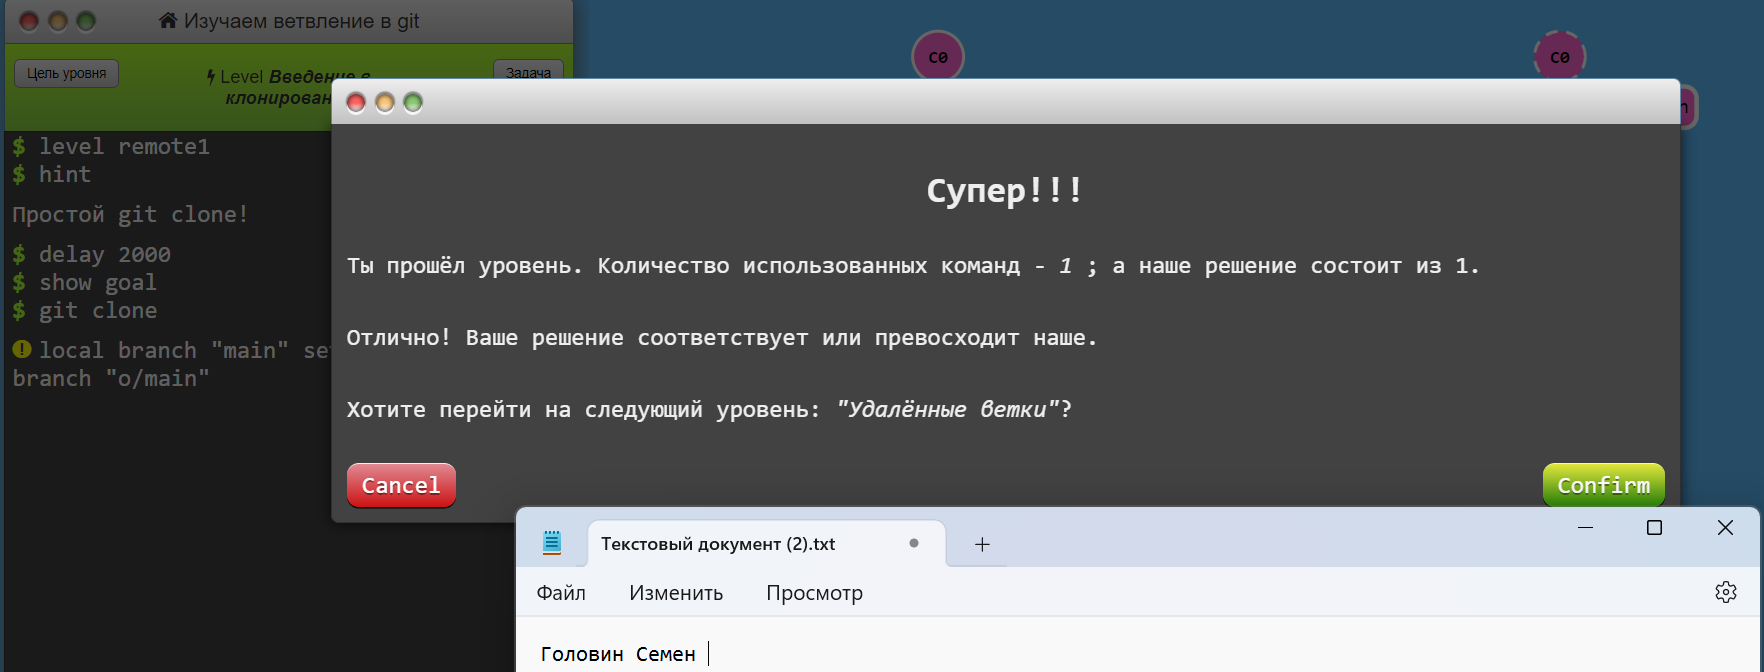 Изучаем ветвление в git
Цель уровня
Level Введение в
клонирован
Задача
$ level remote1
$ hint
Простой git clone!
$ delay 2000
$ show goal
$ git clone
local branch "main" se
branch "o/main"
C0
C0
Супер!!!
Ты прошёл уровень. Количество использованных команд - 1 ; а наше решение состоит из 1.
Отлично! Ваше решение соответствует или превосходит наше.
Хотите перейти на следующий уровень: "Удалённые ветки"?
Cancel
Confirm
Текстовый документ (2).txt
Файл
Изменить
Просмотр
Головин Семен